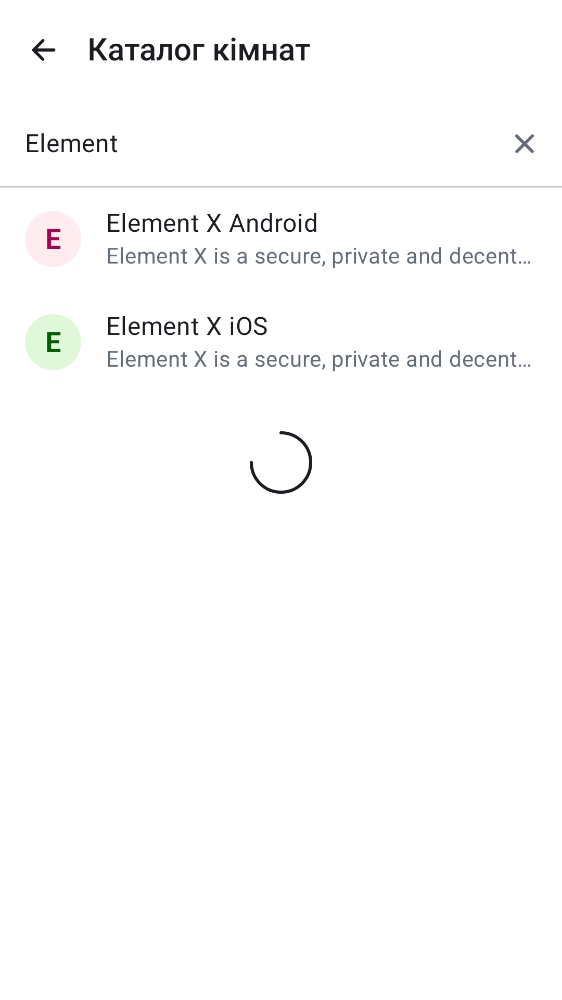 Каталог кімнат
Element
E
Element X Android
Element X is a secure, private and decent…
E
Element X iOS
Element X is a secure, private and decent…